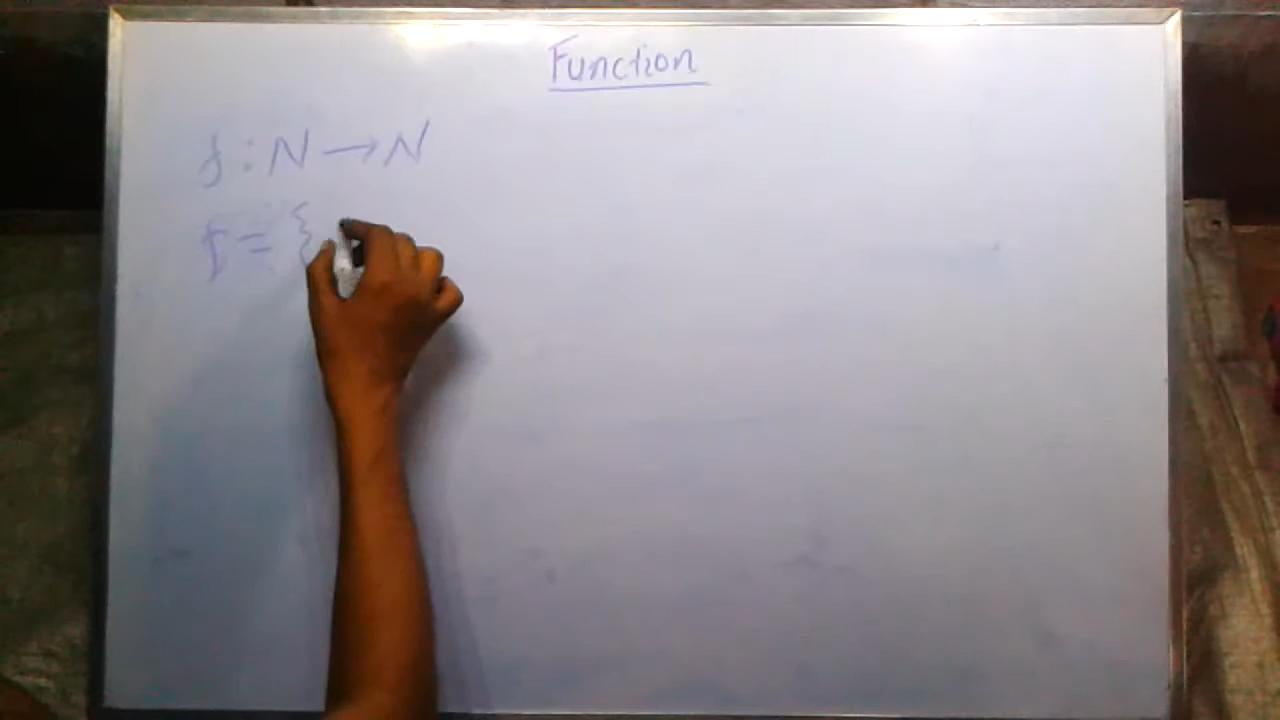 Function
f : N → N
f = {